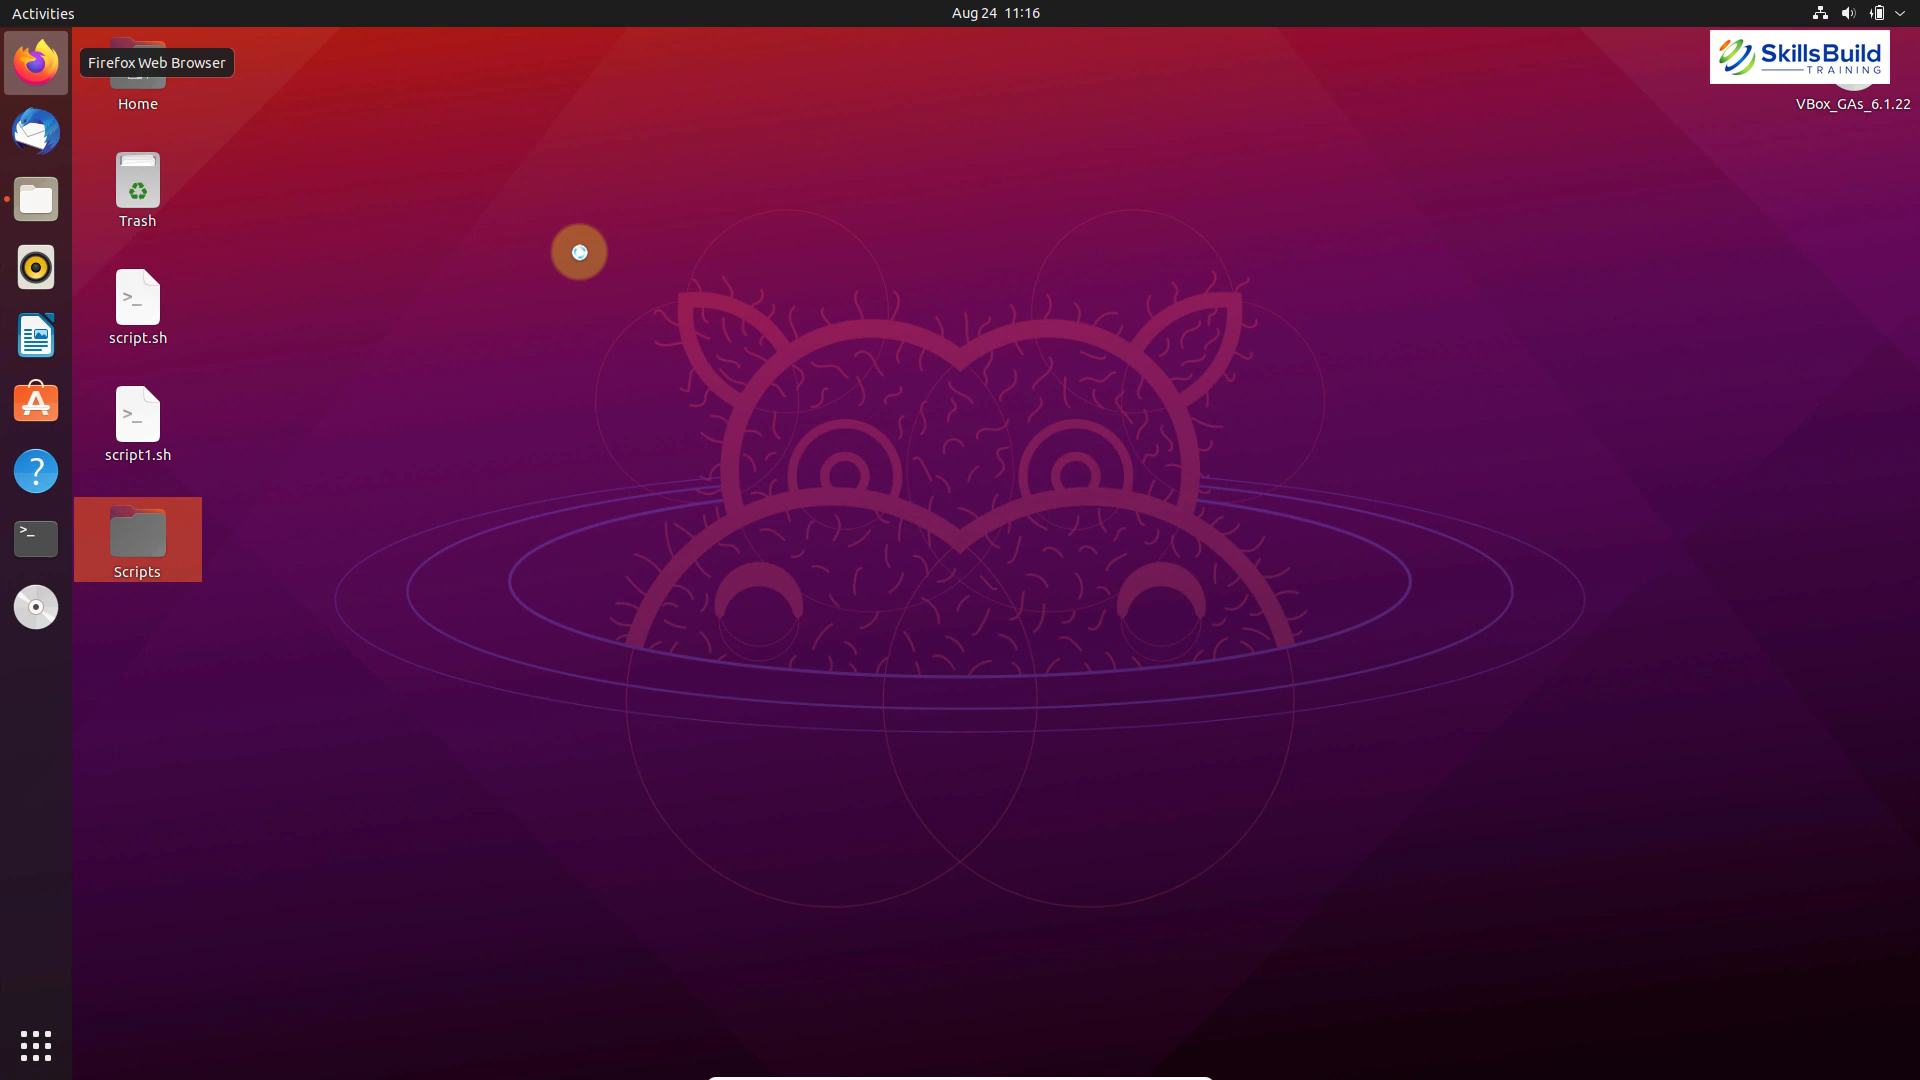 Activities
Aug 24 11:16
Firefox Web Browser
Home
SkillsBuild
TRAINING
VBox_GAs_6.1.22
Trash
script.sh
>_
script1.sh
>_
Scripts
?
>_